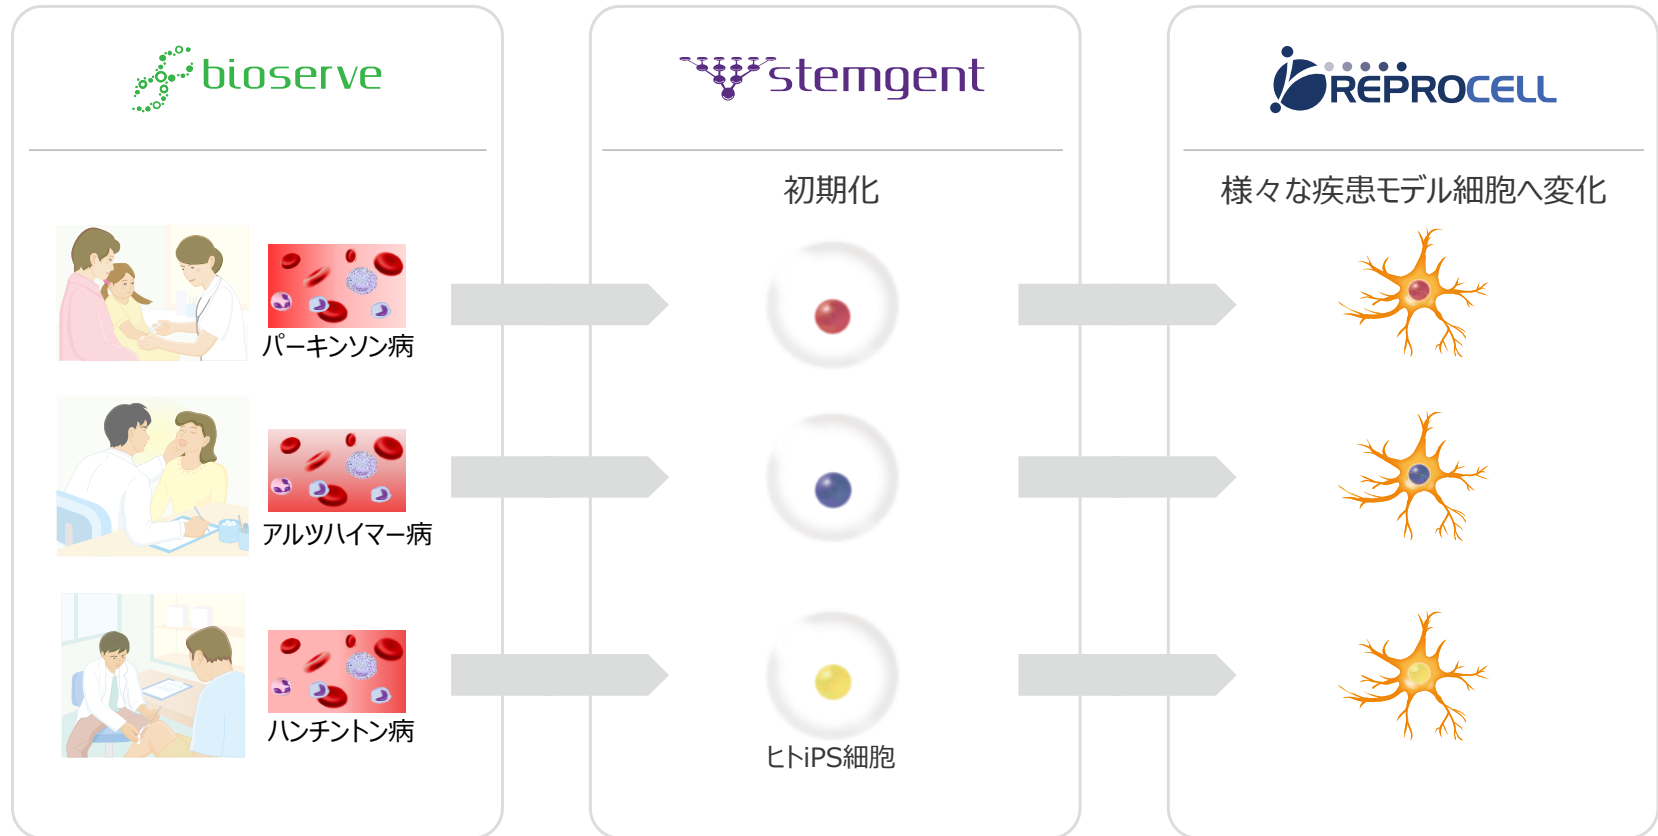 bioserve
stemgent
REPROCELL
初期化
様々な疾患モデル細胞へ変化
パーキンソン病
アルツハイマー病
ハンチントン病
ヒトiPS細胞